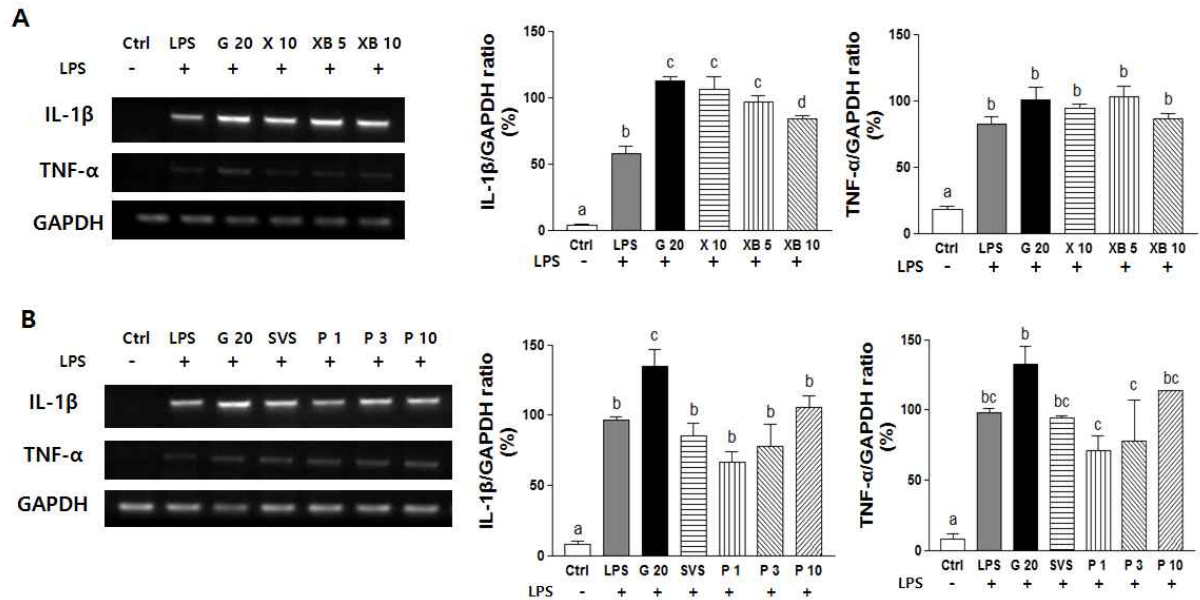 A
Ctrl LPS G 20 X 10 XB 5 XB 10
LPS - + + + + +
IL-1β
TNF-α
GAPDH
IL-1β/GAPDH ratio
(%)
150
100
50
0
a b c c c d
Ctrl LPS G 20 X 10 XB 5 XB 10
LPS - + + + + +
TNF-α/GAPDH ratio
(%)
150
100
50
0
a b b b b b
Ctrl LPS G 20 X 10 XB 5 XB 10
LPS - + + + + +
B
Ctrl LPS G 20 SVS P 1 P 3 P 10
LPS - + + + + + +
IL-1β
TNF-α
GAPDH
IL-1β/GAPDH ratio
(%)
150
100
50
0
a b c b b b b
Ctrl LPS G 20 SVS P 1 P 3 P 10
LPS - + + + + + +
TNF-α/GAPDH ratio
(%)
150
100
50
0
a bc b bc c c bc
Ctrl LPS G 20 SVS P 1 P 3 P 10
LPS - + + + + + +